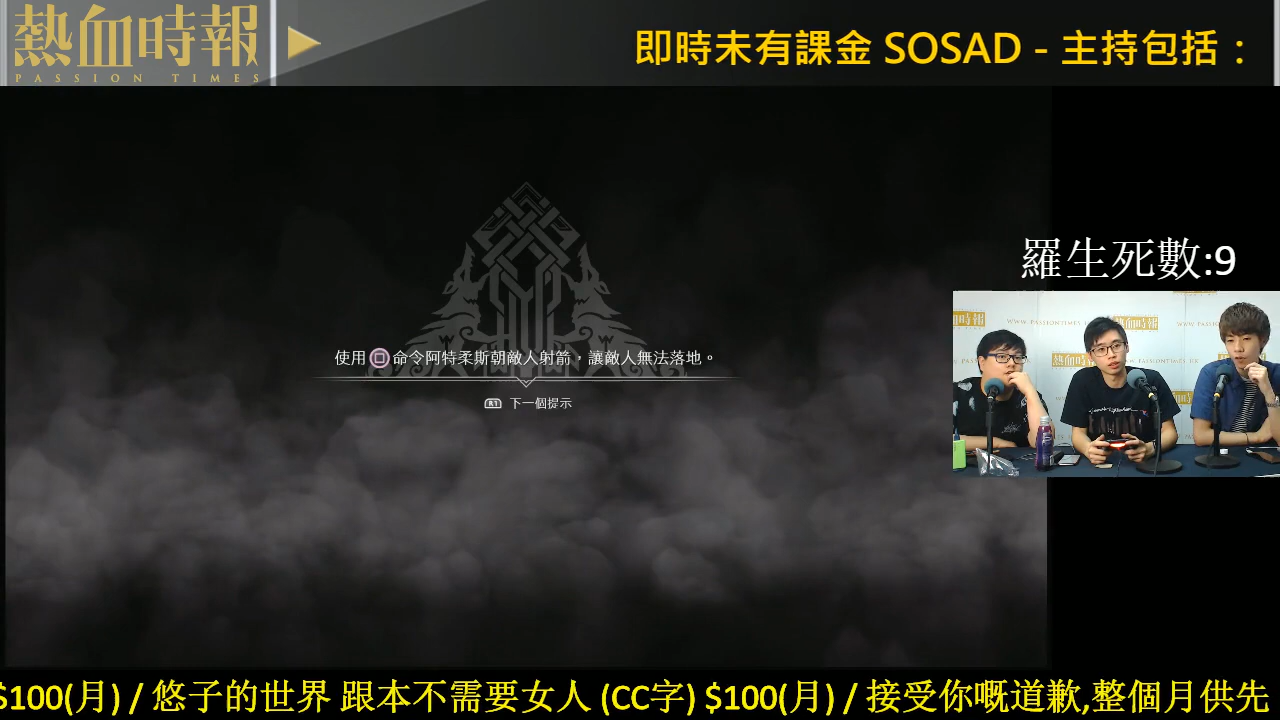 熱血時報
PASSION TIMES
即時未有課金 SOSAD - 主持包括：
羅生死數:9
使用 命令阿特柔斯朝敵人射箭，讓敵人無法落地。
R1 下一個提示
$100(月) / 悠子的世界 跟本不需要女人 (CC字) $100(月) / 接受你嘅道歉,整個月供先